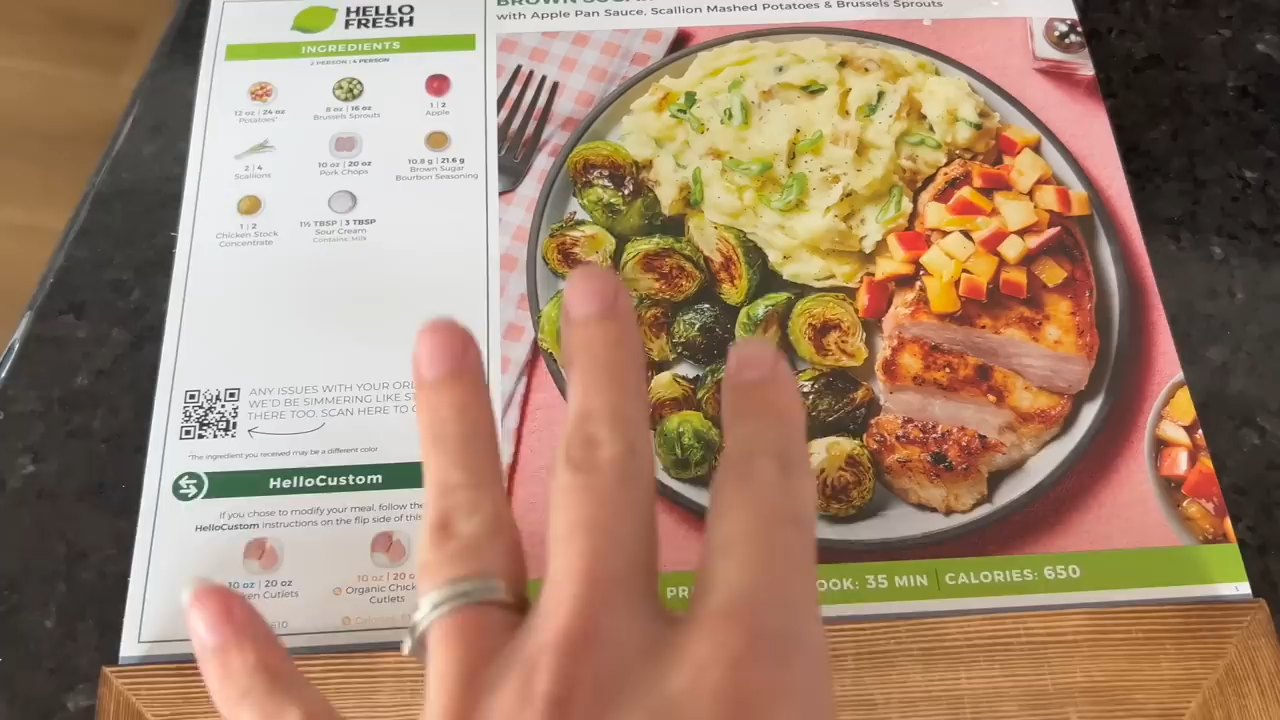 HELLO
FRESH
INGREDIENTS
2 PERSON | 4 PERSON
12 oz | 24 oz
Potatoes*
8 oz | 16 oz
Brussels Sprouts
1 | 2
Apple
2 | 4
Scallions
10 oz | 20 oz
Pork Chops
10.8 g | 21.6 g
Brown Sugar
Bourbon Seasoning
1 | 2
Chicken Stock
Concentrate
1½ TBSP | 3 TBSP
Sour Cream
Contains: Milk
ANY ISSUES WITH YOUR
WE'D BE SIMMERING LIKE
THERE TOO. SCAN HERE TO
*The ingredient you received may be a different color
HelloCustom
If you chose to modify your meal, follow the
HelloCustom instructions on the flip side of this
10 oz | 20 oz
Cutlets
10 oz | 20
Organic
Cutlets
BROWN SUGAR
with Apple Pan Sauce, Scallion Mashed Potatoes & Brussels Sprouts
35 MIN
CALORIES: 650